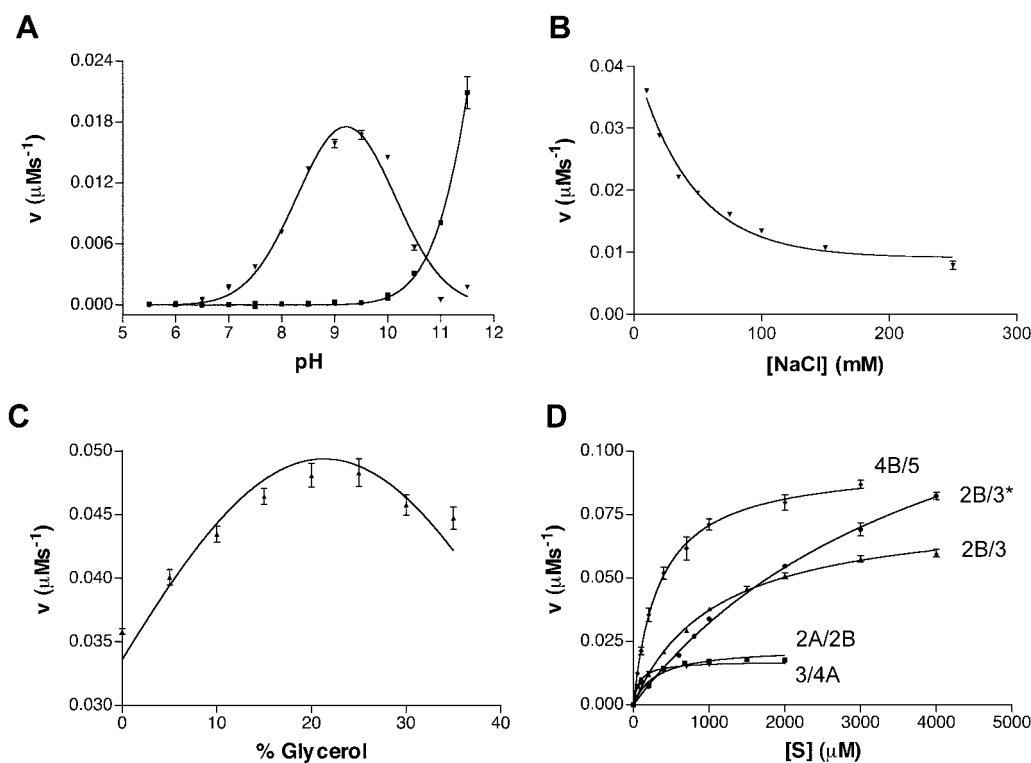 A
0.024
0.018
0.012
0.006
0.000
v (μMs⁻¹)
5 6 7 8 9 10 11 12
pH
B
0.04
0.03
0.02
0.01
0.00
v (μMs⁻¹)
0 100 200 300
[NaCl] (mM)
C
0.050
0.045
0.040
0.035
0.030
v (μMs⁻¹)
0 10 20 30 40
% Glycerol
D
0.100
0.075
0.050
0.025
0.000
v (μMs⁻¹)
4B/5
2B/3*
2B/3
2A/2B
3/4A
0 1000 2000 3000 4000 5000
[S] (μM)